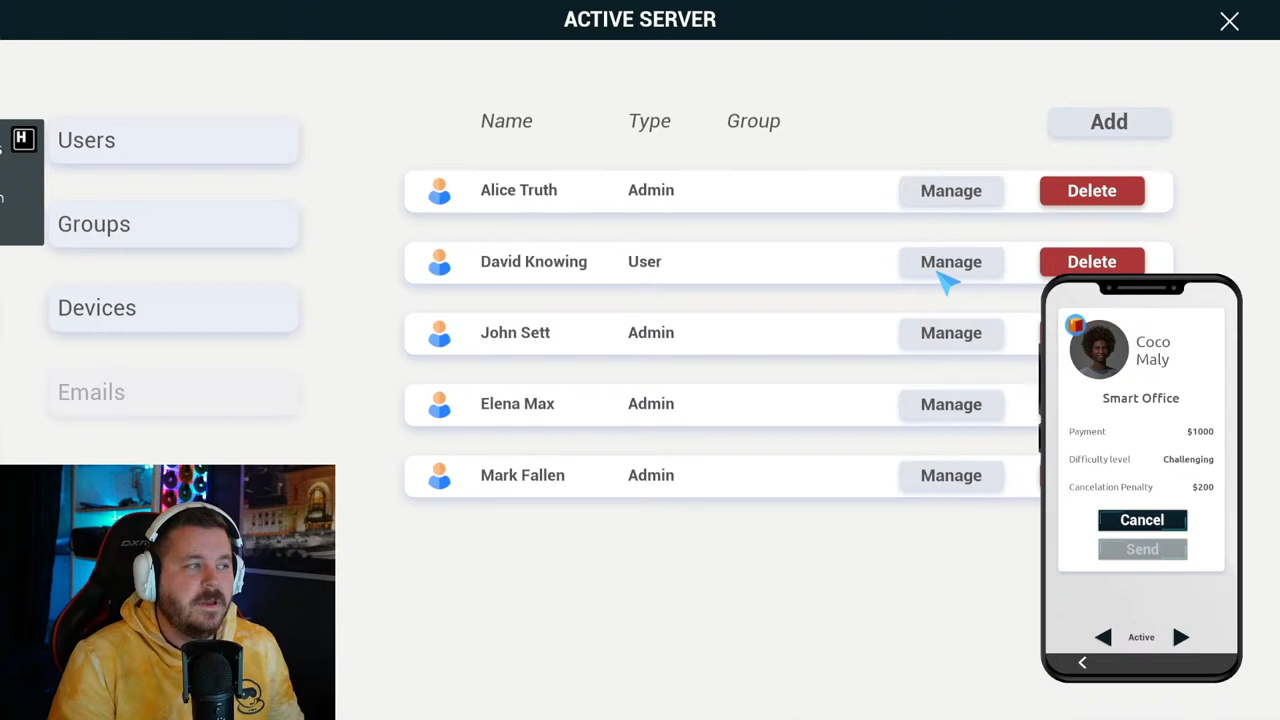 ACTIVE SERVER
H
s
n
Users
Groups
Devices
Emails
Name Type Group Add
Alice Truth Admin Manage Delete
David Knowing User Manage Delete
John Sett Admin Manage
Elena Max Admin Manage
Mark Fallen Admin Manage
Coco
Maly
Smart Office
Payment $1000
Difficulty level Challenging
Cancelation Penalty $200
Cancel
Send
Active